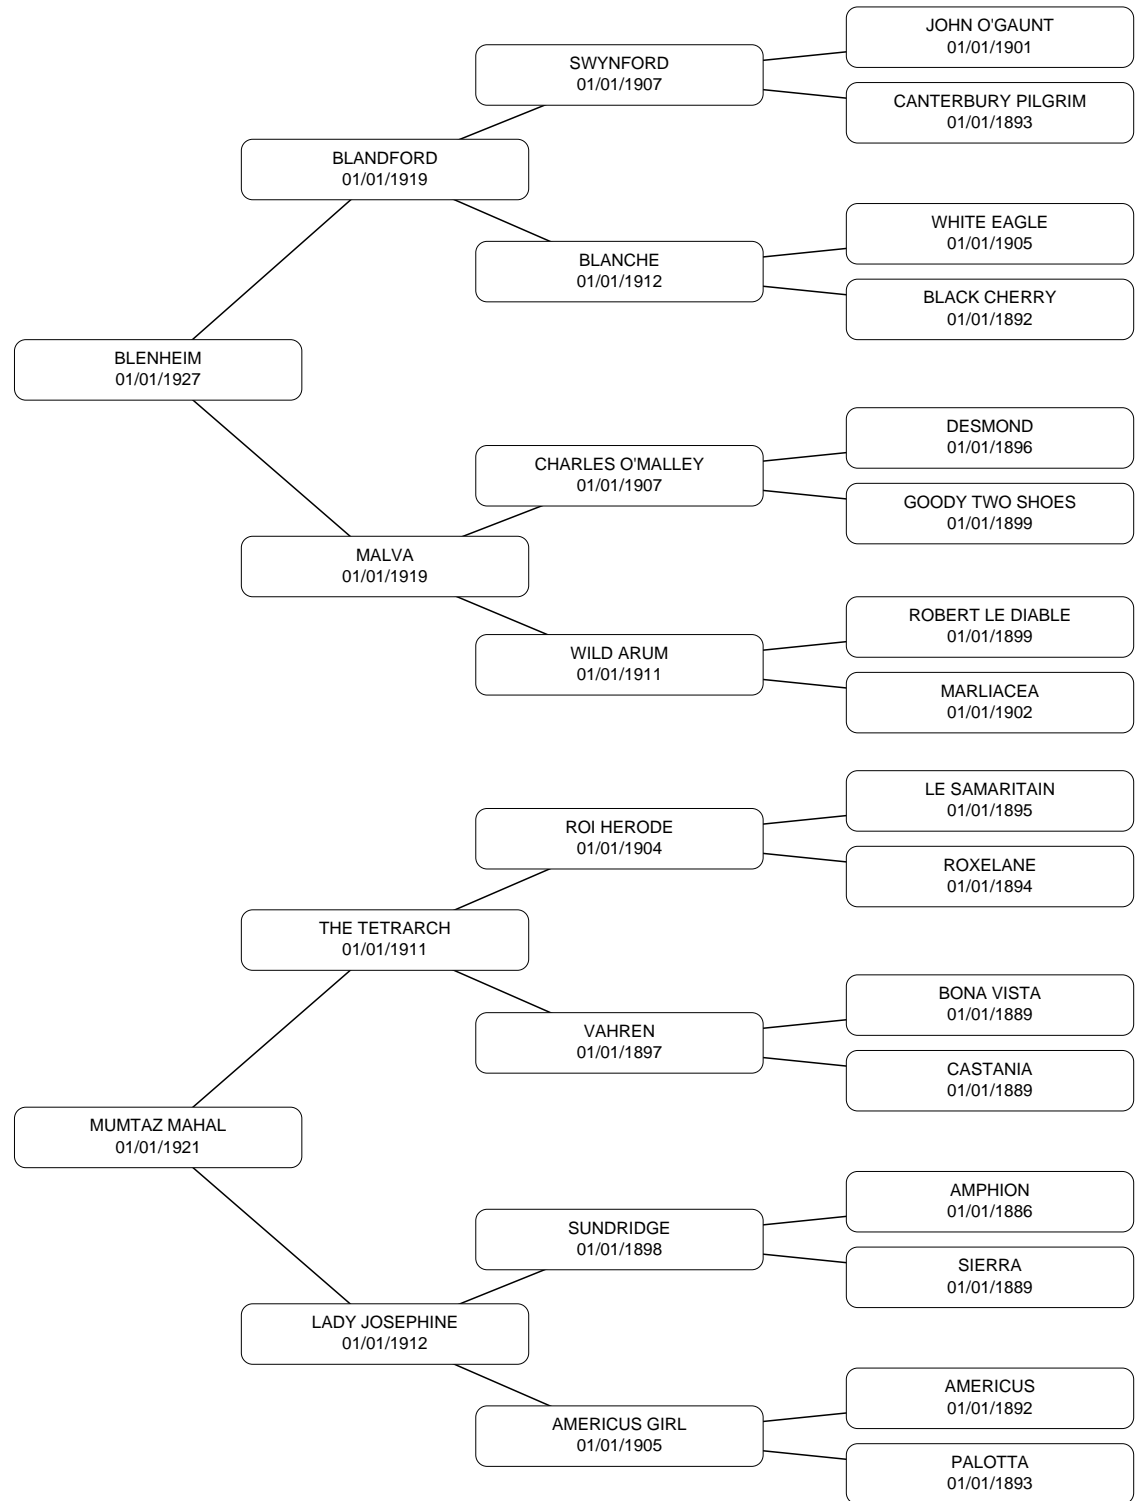 JOHN O'GAUNT
01/01/1901
SWYNFORD
01/01/1907
CANTERBURY PILGRIM
01/01/1893
BLANDFORD
01/01/1919
WHITE EAGLE
01/01/1905
BLANCHE
01/01/1912
BLACK CHERRY
01/01/1892
BLENHEIM
01/01/1927
DESMOND
01/01/1896
CHARLES O'MALLEY
01/01/1907
GOODY TWO SHOES
01/01/1899
MALVA
01/01/1919
ROBERT LE DIABLE
01/01/1899
WILD ARUM
01/01/1911
MARLIACEA
01/01/1902
LE SAMARITAIN
01/01/1895
ROI HERODE
01/01/1904
ROXELANE
01/01/1894
THE TETRARCH
01/01/1911
BONA VISTA
01/01/1889
VAHREN
01/01/1897
CASTANIA
01/01/1889
MUMTAZ MAHAL
01/01/1921
AMPHION
01/01/1886
SUNDRIDGE
01/01/1898
SIERRA
01/01/1889
LADY JOSEPHINE
01/01/1912
AMERICUS
01/01/1892
AMERICUS GIRL
01/01/1905
PALOTTA
01/01/1893